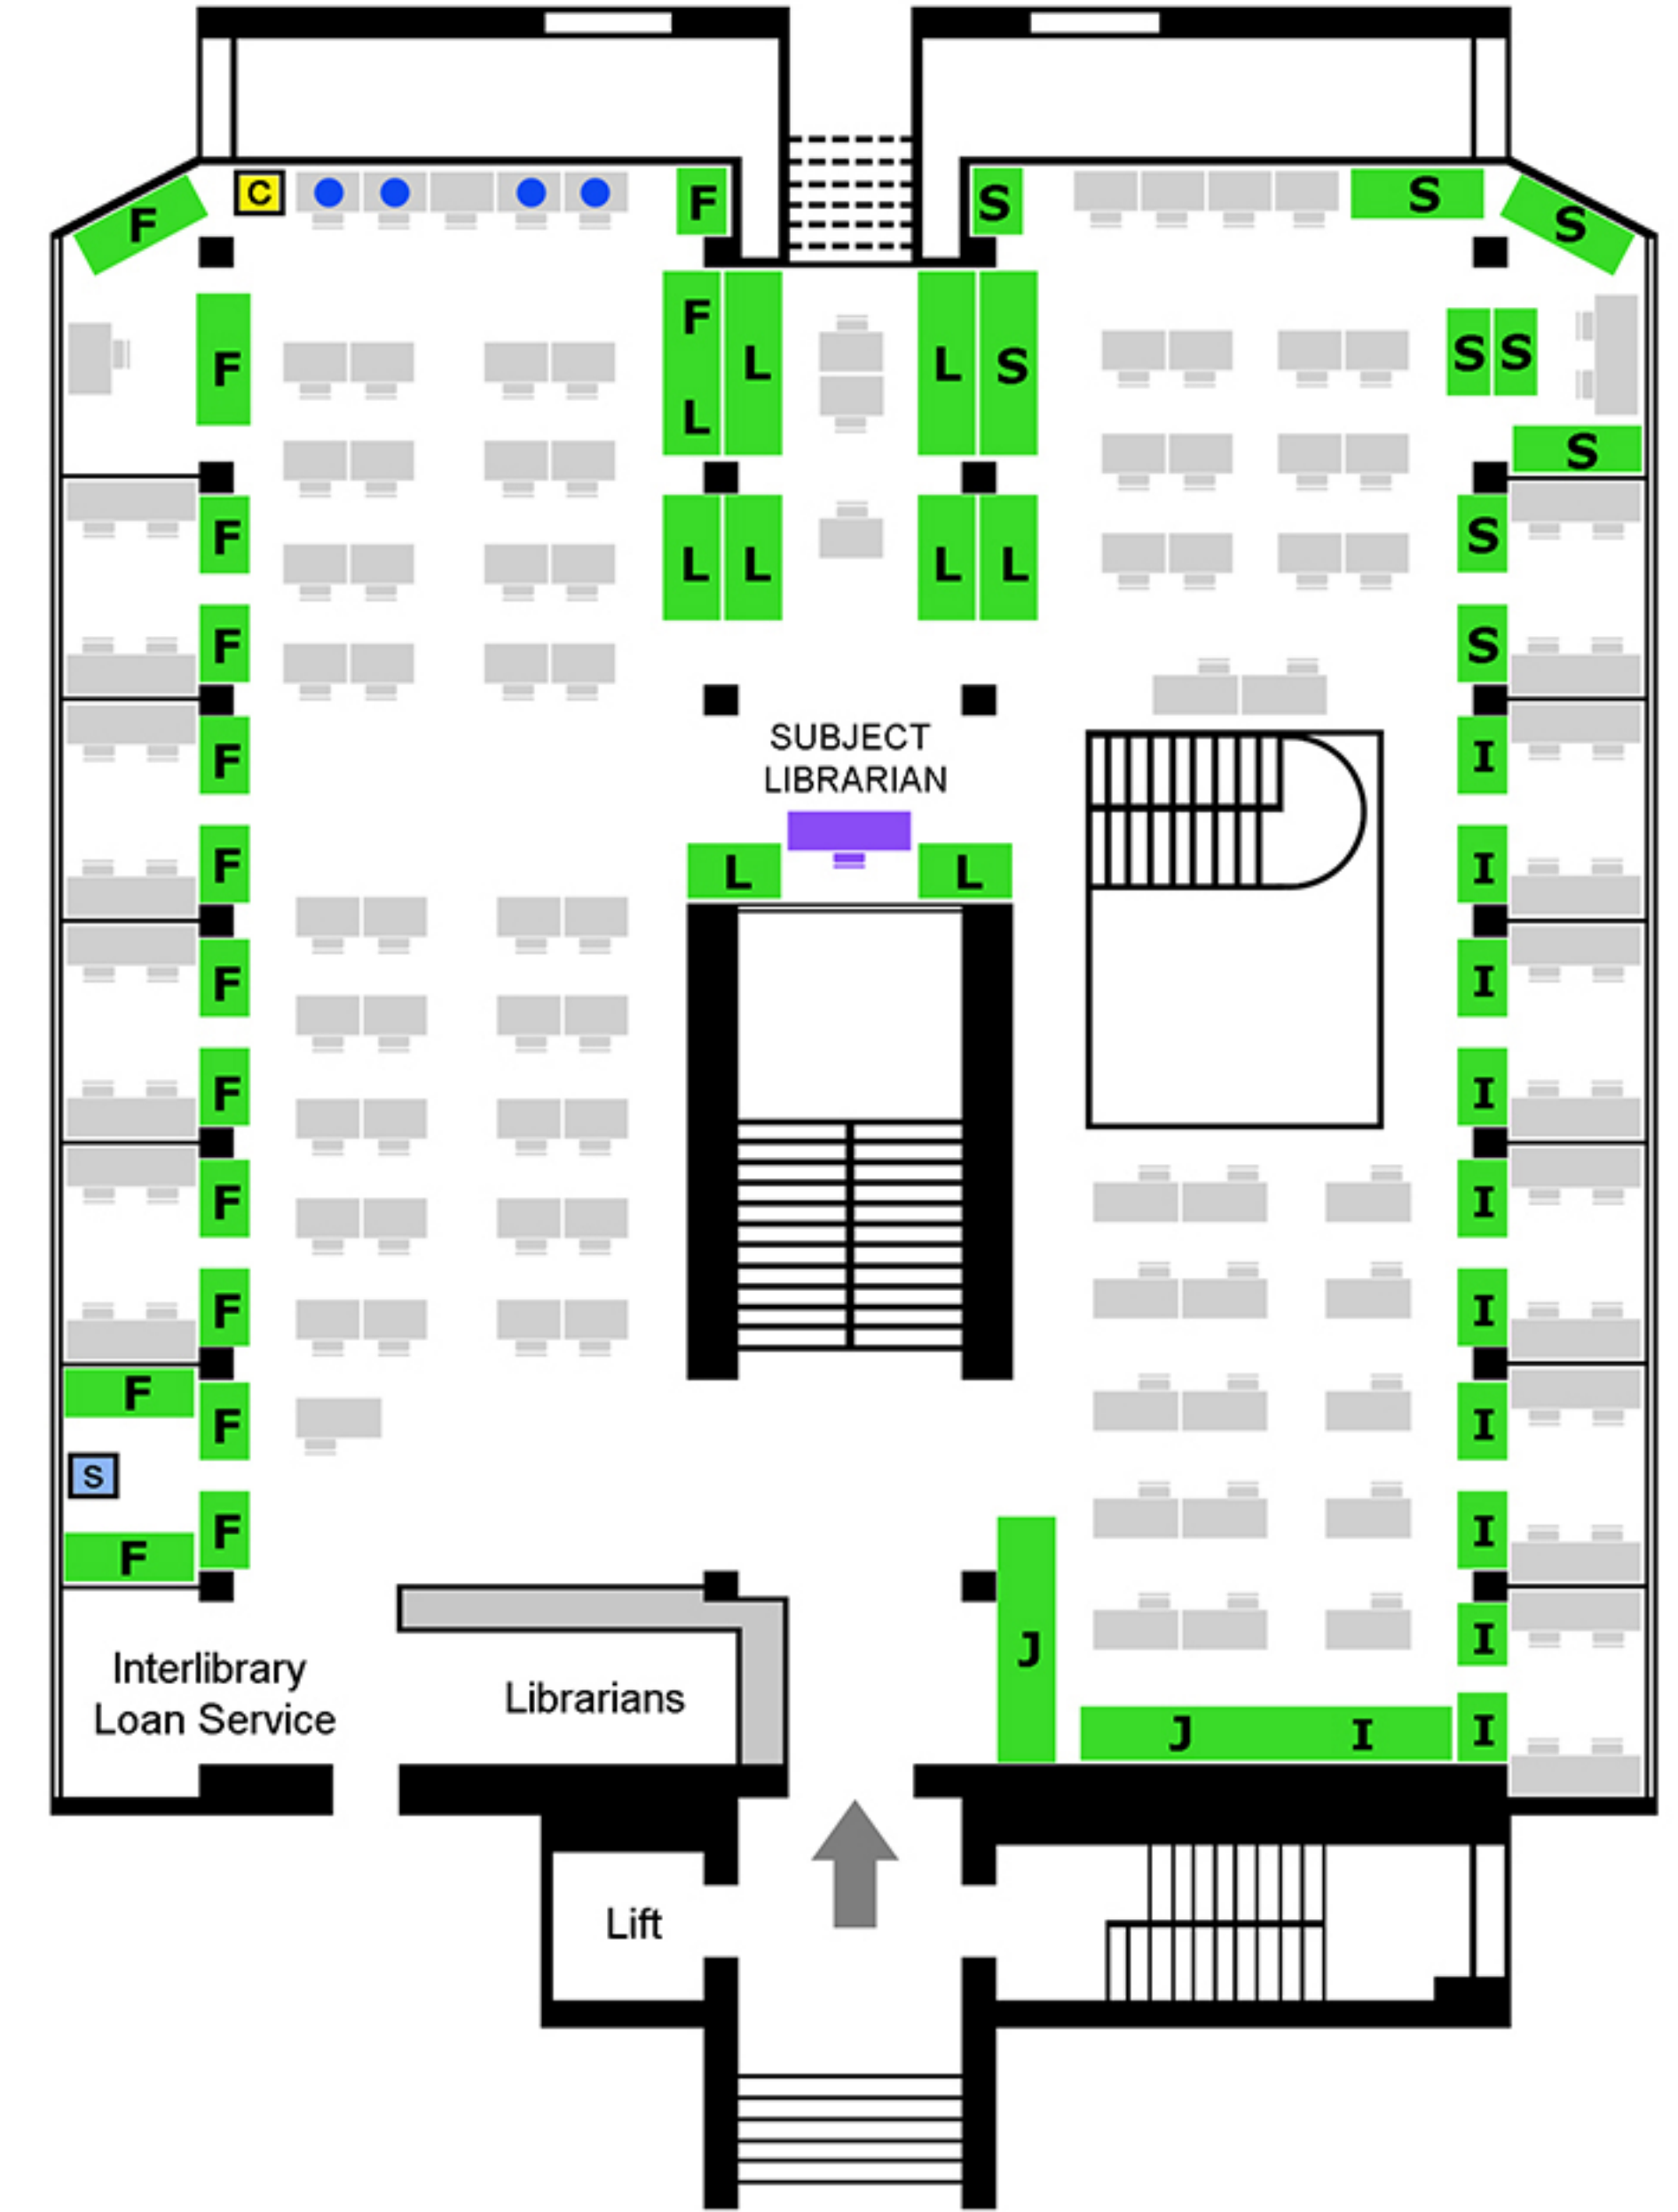 C
F
F
S
S
S
F
F
L
L
L
S
S
S
S
F
L
L
L
L
S
F
S
SUBJECT
LIBRARIAN
F
I
F
L
L
I
F
I
F
I
F
I
F
I
F
F
I
S
F
F
I
Interlibrary
Loan Service
Librarians
J
I
J
I
I
Lift